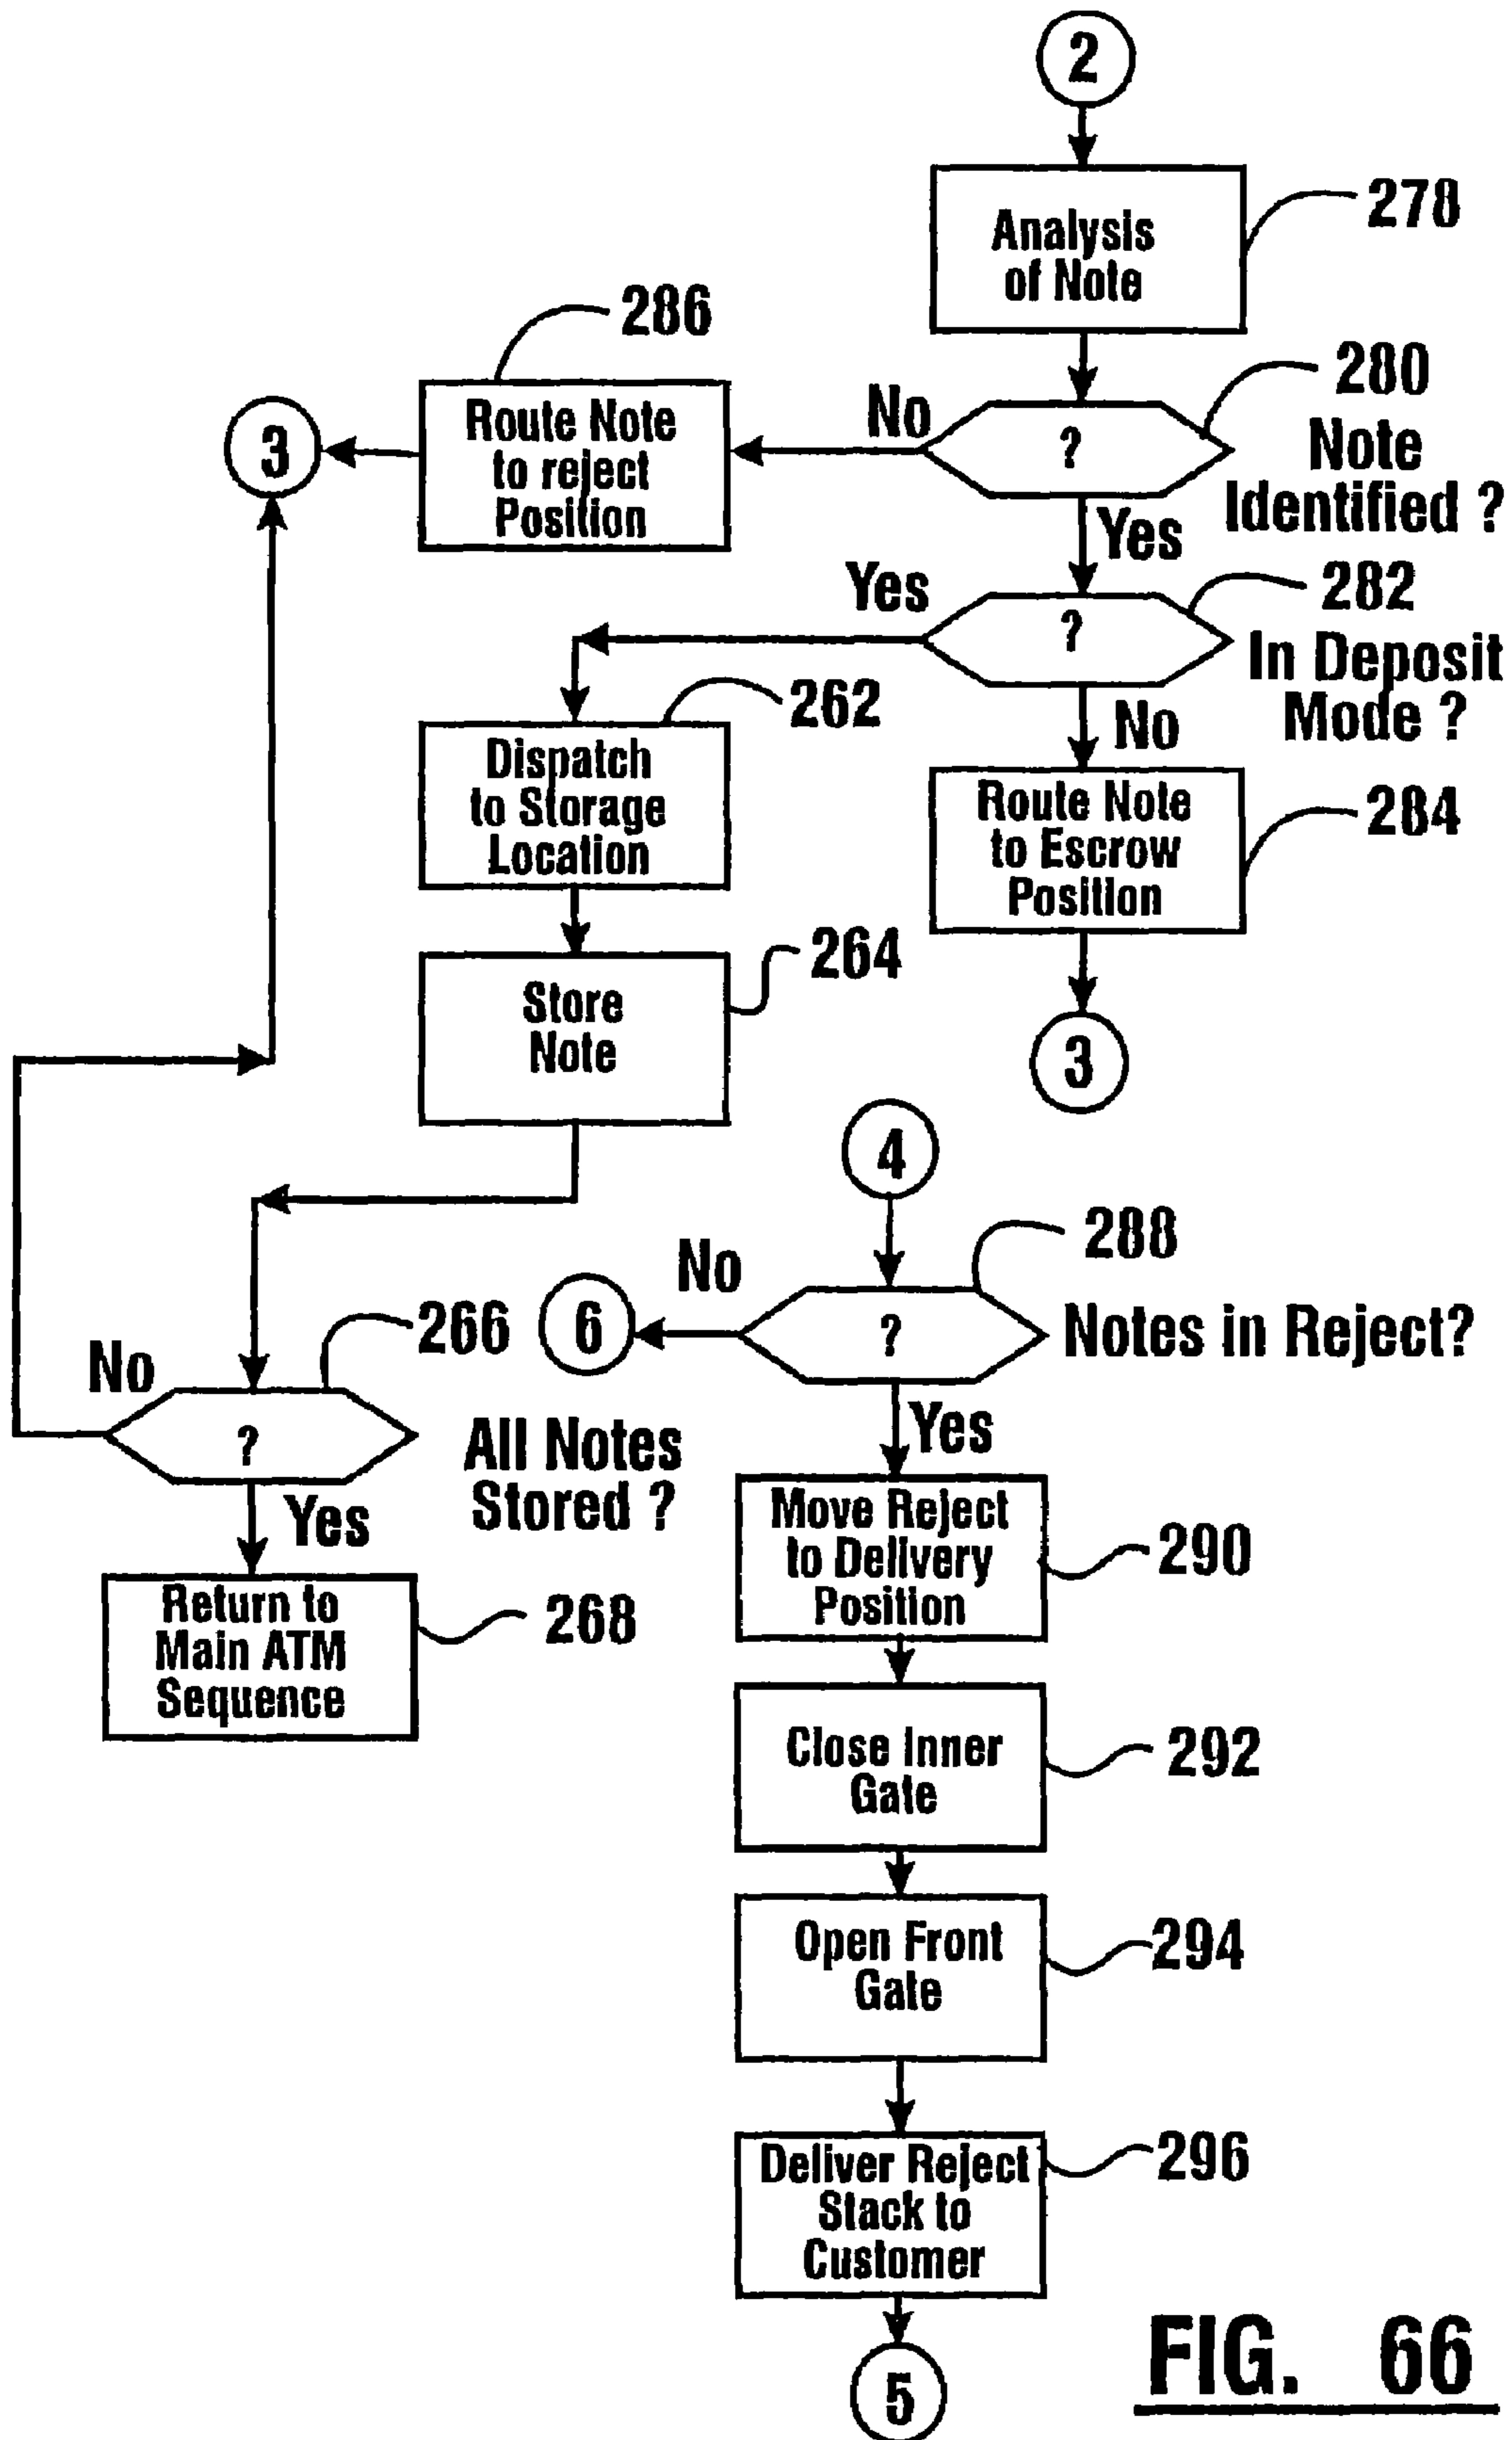 2
Analysis
of Note
278
286
Route Note
to reject
Position
3
No
?
280
Note
Identified ?
Yes
Yes
?
282
In Deposit
Mode ?
262
Dispatch
to Storage
Location
No
Route Note
to Escrow
Position
284
264
Store
Note
3
4
288
No
6
?
Notes in Reject?
266
No
?
All Notes
Stored ?
Yes
Yes
Move Reject
to Delivery
Position
290
Return to
Main ATM
Sequence
268
Close Inner
Gate
292
Open Front
Gate
294
Deliver Reject
Stack to
Customer
296
5
FIG. 66